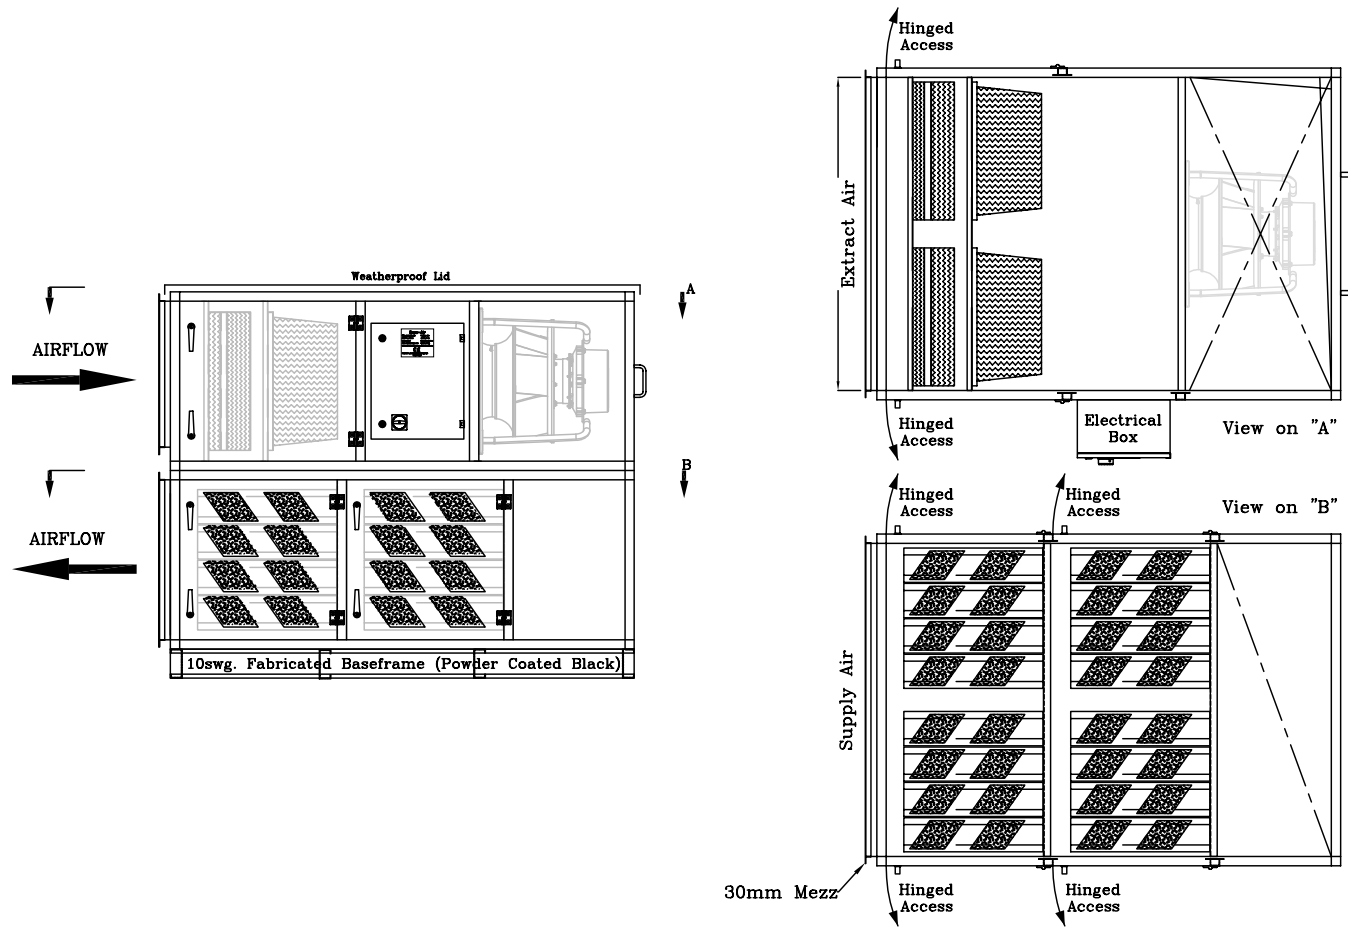 Weatherproof Lid
A
AIRFLOW
B
AIRFLOW
10swg. Fabricated Baseframe (Powder Coated Black)
Hinged
Access
Extract Air
Hinged
Access
Electrical
Box
View on "A"
Hinged
Access
Hinged
Access
View on "B"
Supply Air
30mm Mezz
Hinged
Access
Hinged
Access